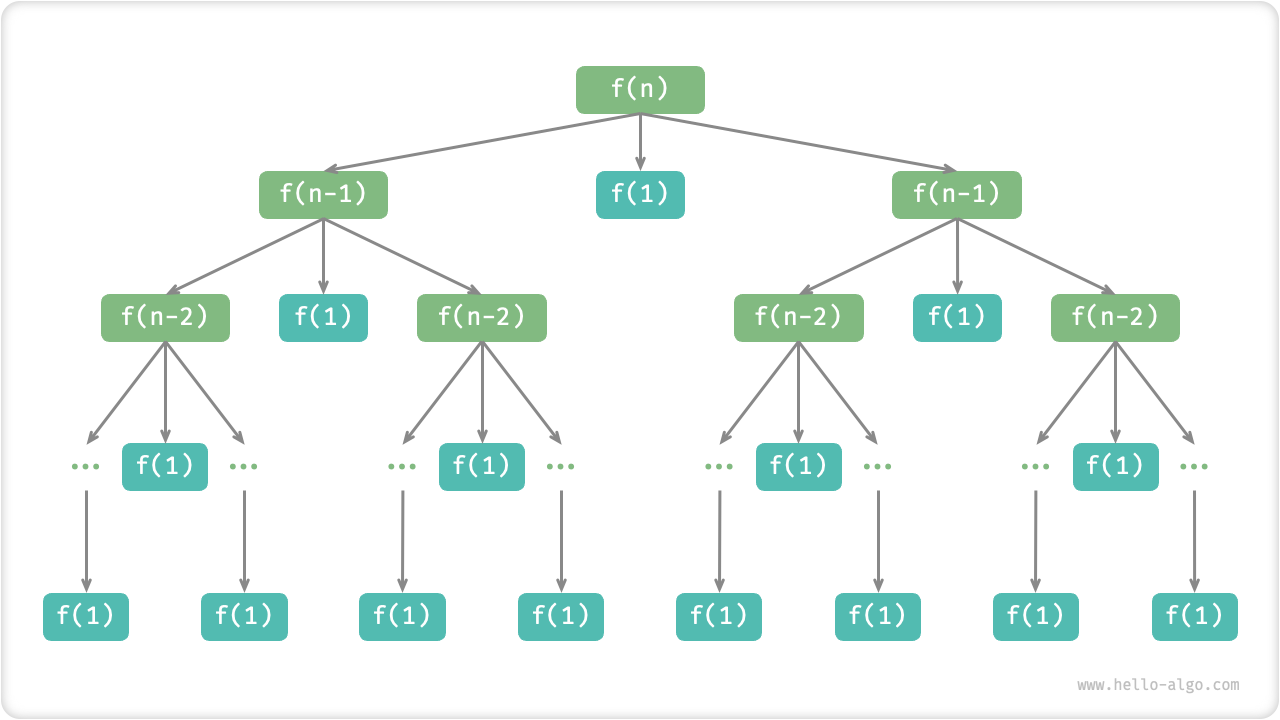 f(n)
f(n-1) f(1) f(n-1)
f(n-2) f(1) f(n-2) f(n-2) f(1) f(n-2)
... f(1) ... ... f(1) ... ... f(1) ... ... f(1) ...
f(1) f(1) f(1) f(1) f(1) f(1) f(1) f(1)
www.hello-algo.com